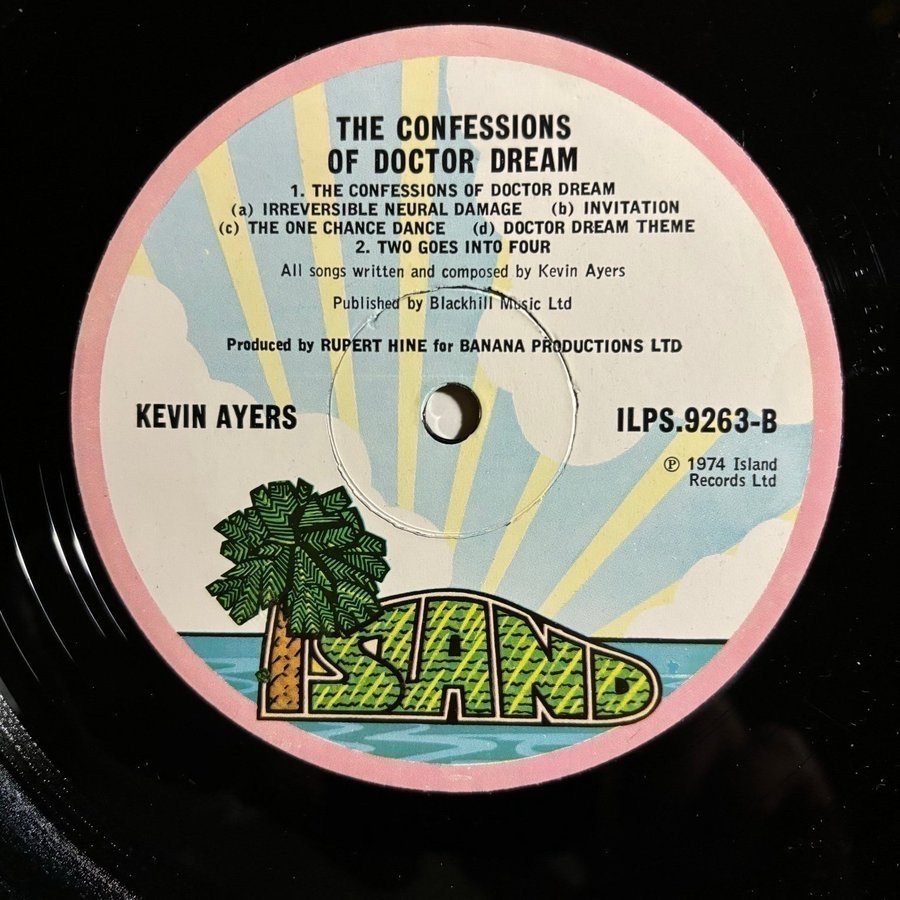 THE CONFESSIONS
OF DOCTOR DREAM
1. THE CONFESSIONS OF DOCTOR DREAM
(a) IRREVERSIBLE NEURAL DAMAGE (b) INVITATION
(c) THE ONE CHANCE DANCE (d) DOCTOR DREAM THEME
2. TWO GOES INTO FOUR
All songs written and composed by Kevin Ayers
Published by Blackhill Music Ltd
Produced by RUPERT HINE for BANANA PRODUCTIONS LTD
KEVIN AYERS
ILPS.9263-B
℗ 1974 Island
Records Ltd
ISLAND